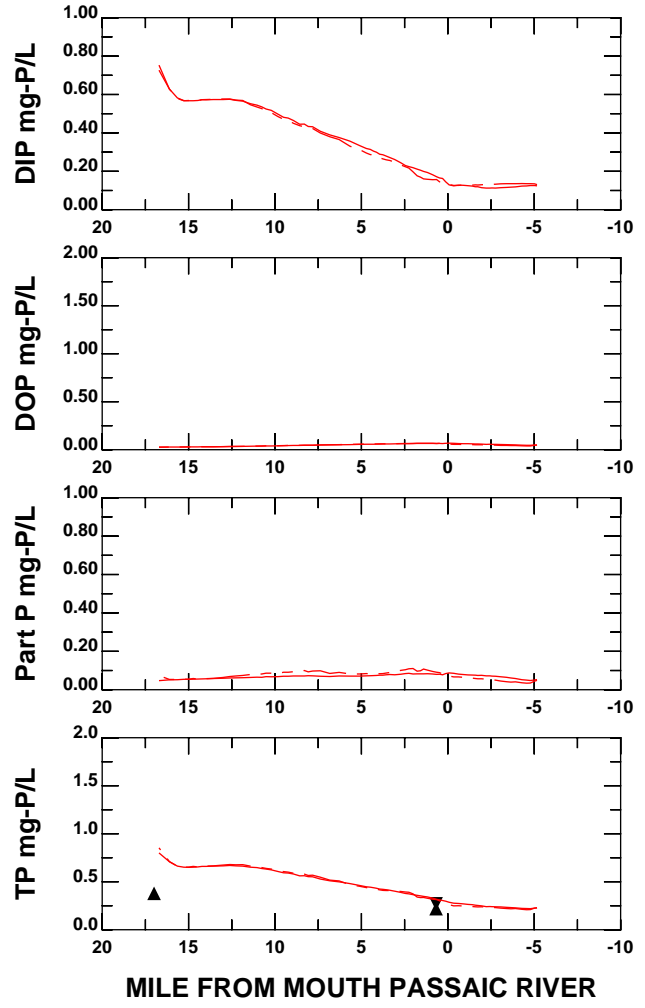 DIP mg-P/L
1.00
0.80
0.60
0.40
0.20
0.00
20 15 10 5 0 -5 -10
DOP mg-P/L
2.00
1.50
1.00
0.50
0.00
20 15 10 5 0 -5 -10
Part P mg-P/L
1.00
0.80
0.60
0.40
0.20
0.00
20 15 10 5 0 -5 -10
TP mg-P/L
2.0
1.5
1.0
0.5
0.0
20 15 10 5 0 -5 -10
MILE FROM MOUTH PASSAIC RIVER